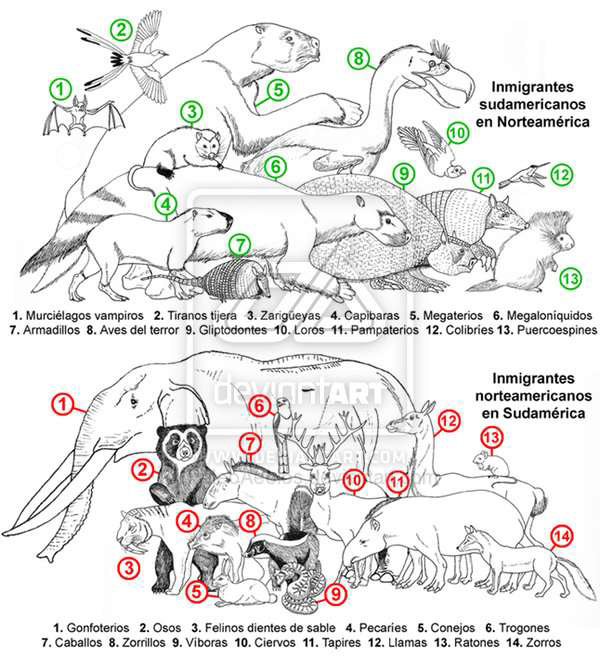 Inmigrantes
sudamericanos
en Norteamérica
1
2
3
4
5
6
7
8
9
10
11
12
13
1. Murciélagos vampiros 2. Tiranos tijera 3. Zarigüeyas 4. Capibaras 5. Megaterios 6. Megaloníquidos
7. Armadillos 8. Aves del terror 9. Gliptodontes 10. Loros 11. Pampaterios 12. Colibríes 13. Puercoespines
Inmigrantes
norteamericanos
en Sudamérica
deviantART
1
2
3
4
5
6
7
8
9
10
11
12
13
14
1. Gonfoterios 2. Osos 3. Felinos dientes de sable 4. Pecaríes 5. Conejos 6. Trogones
7. Caballos 8. Zorrillos 9. Víboras 10. Ciervos 11. Tapires 12. Llamas 13. Ratones 14. Zorros